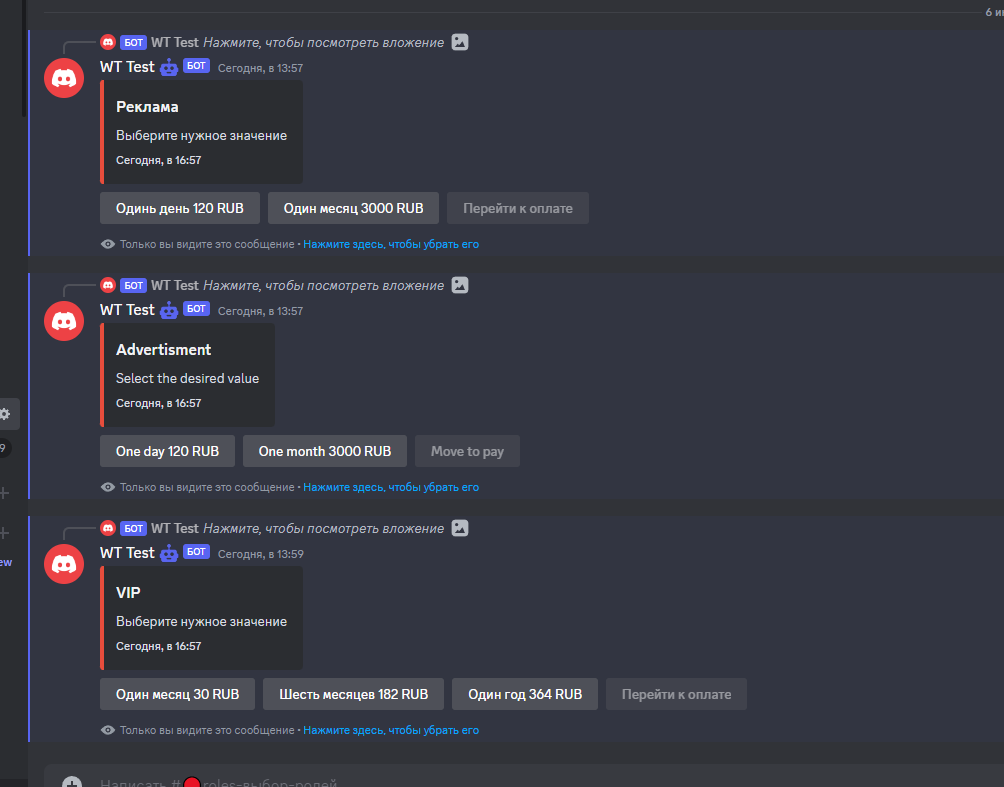 6 ин
БОТ WT Test Нажмите, чтобы посмотреть вложение
WT Test БОТ Сегодня, в 13:57
Реклама
Выберите нужное значение
Сегодня, в 16:57
Одинь день 120 RUB Один месяц 3000 RUB Перейти к оплате
Только вы видите это сообщение • Нажмите здесь, чтобы убрать его
БОТ WT Test Нажмите, чтобы посмотреть вложение
WT Test БОТ Сегодня, в 13:57
Advertisment
Select the desired value
Сегодня, в 16:57
One day 120 RUB One month 3000 RUB Move to pay
9
Только вы видите это сообщение • Нажмите здесь, чтобы убрать его
БОТ WT Test Нажмите, чтобы посмотреть вложение
WT Test БОТ Сегодня, в 13:59
ew
VIP
Выберите нужное значение
Сегодня, в 16:57
Один месяц 30 RUB Шесть месяцев 182 RUB Один год 364 RUB Перейти к оплате
Только вы видите это сообщение • Нажмите здесь, чтобы убрать его
Написать #🔴roles-выбор-ролей